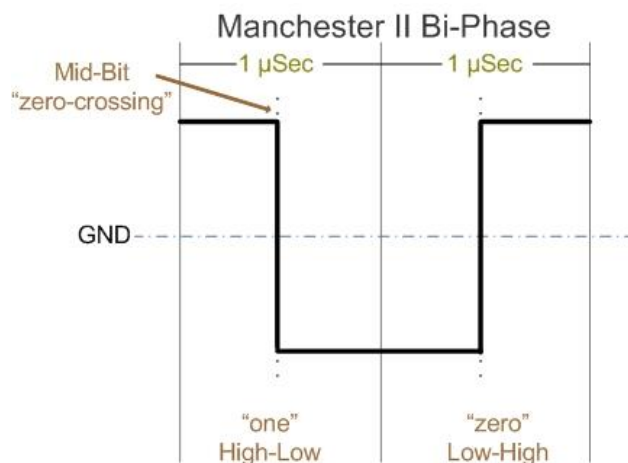 Manchester II Bi-Phase
1 µSec 1 µSec
Mid-Bit
“zero-crossing”
GND
“one” “zero”
High-Low Low-High